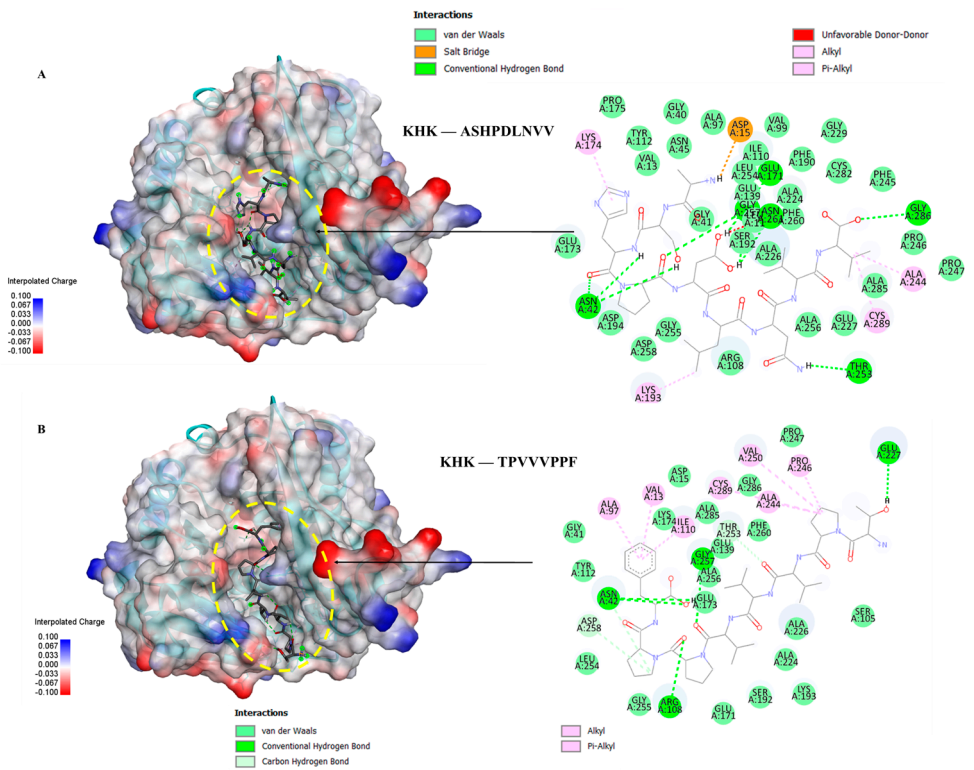 Interactions
van der Waals
Salt Bridge
Conventional Hydrogen Bond
Unfavorable Donor-Donor
Alkyl
Pi-Alkyl
A
KHK — ASHPDLNVV
PRO
A:175
GLY
A:40
ALA
A:97
ASP
A:15
VAL
A:99
GLY
A:229
LYS
A:174
TYR
A:112
ASN
A:45
VAL
A:13
ILE
A:110
PHE
A:190
CYS
A:282
LEU
A:254
GLU
A:171
PHE
A:245
GLU
A:139
ALA
A:224
GLY
A:41
GLY
A:257
ASN
PHE
A:260
GLY
A:286
GLU
A:173
SER
A:192
ALA
A:226
PRO
A:246
PRO
A:247
ALA
A:244
ALA
A:285
ASN
A:42
ASP
A:194
GLY
A:255
ALA
A:256
GLU
A:227
CYS
A:289
ASP
A:258
ARG
A:108
THR
A:253
LYS
A:193
H
H
H
H
H
H
O
O
N
Interpolated Charge
0.100
0.067
0.033
0.000
-0.033
-0.067
-0.100
B
KHK — TPVVVPPF
PRO
A:247
GLU
A:227
VAL
A:250
PRO
A:246
ASP
A:15
CYS
A:289
GLY
A:286
VAL
A:13
ALA
A:244
ALA
A:97
LYS
A:174
ILE
A:110
ALA
A:285
THR
A:253
PHE
A:260
GLY
A:41
GLU
A:139
GLY
A:257
TYR
A:112
ALA
A:256
ASN
A:42
GLU
A:173
ASP
A:258
SER
A:105
ALA
A:226
LEU
A:254
ALA
A:224
GLY
A:255
ARG
A:108
GLU
A:171
SER
A:192
LYS
A:193
H
H
O
N
Interpolated Charge
0.100
0.067
0.033
0.000
-0.033
-0.067
-0.100
Interactions
van der Waals
Conventional Hydrogen Bond
Carbon Hydrogen Bond
Alkyl
Pi-Alkyl